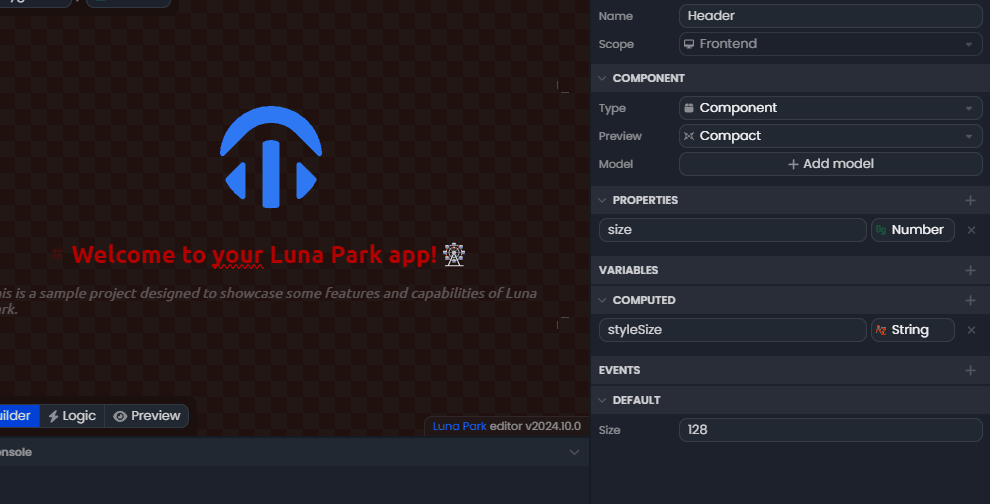 Name Header
Scope Frontend
COMPONENT
Type Component
Preview Compact
Model + Add model
PROPERTIES
size Number
VARIABLES
COMPUTED
styleSize String
EVENTS
DEFAULT
Size 128
Welcome to your Luna Park app!
is is a sample project designed to showcase some features and capabilities of Luna
rk.
uilder Logic Preview
Luna Park editor v2024.10.0
onsole